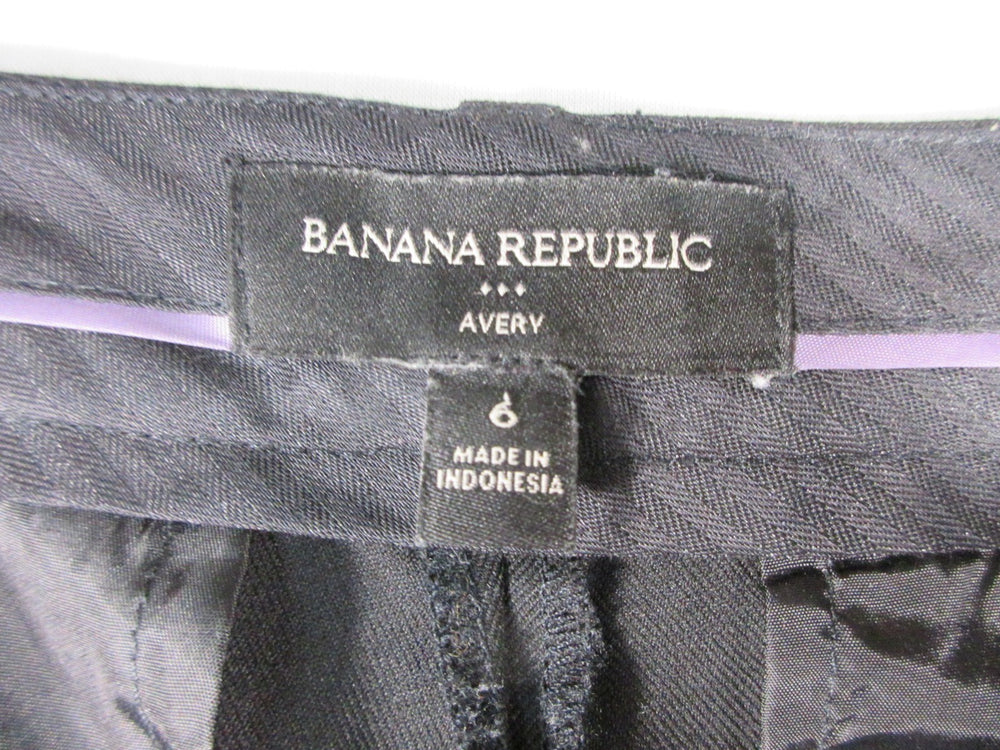 BANANA REPUBLIC
AVERY
6
MADE IN
INDONESIA